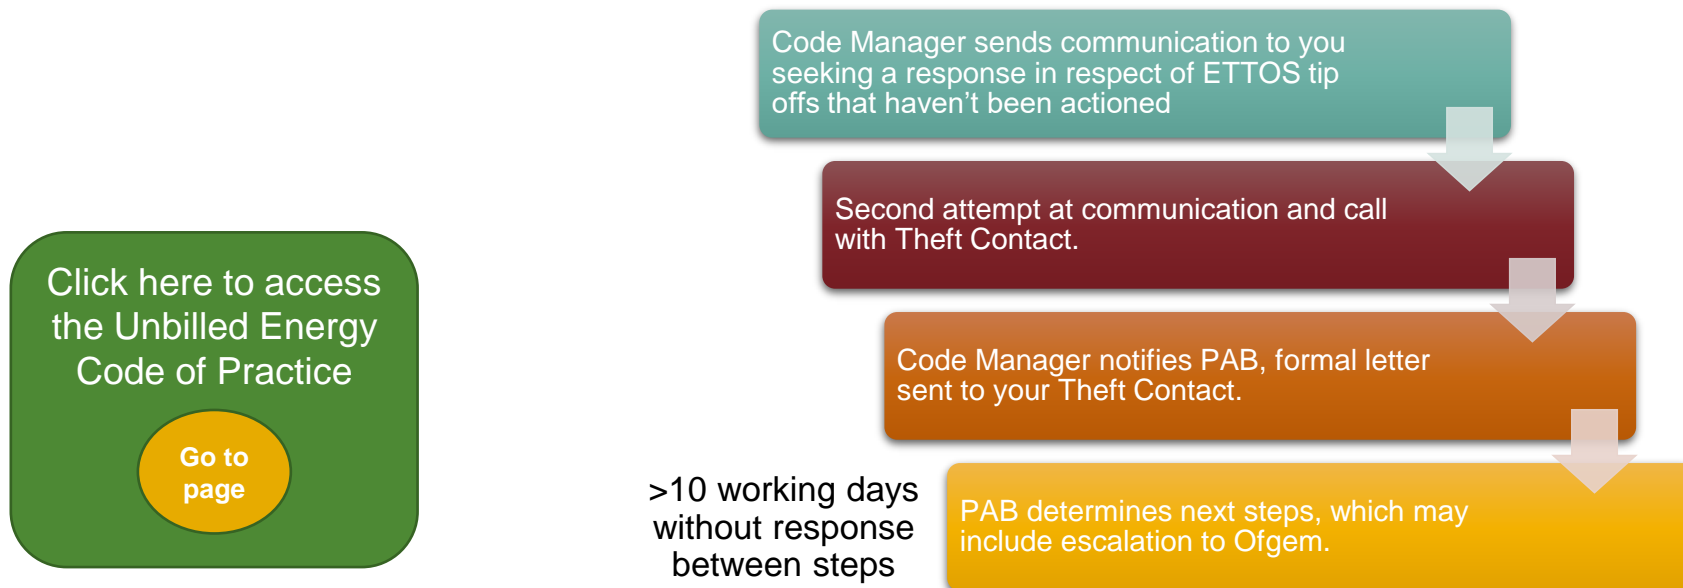 Code Manager sends communication to you
seeking a response in respect of ETTOS tip
offs that haven't been actioned
Second attempt at communication and call
with Theft Contact.
Click here to access
the Unbilled Energy
Code of Practice
Go to
page
Code Manager notifies PAB, formal letter
sent to your Theft Contact.
>10 working days
without response
between steps
PAB determines next steps, which may
include escalation to Ofgem.